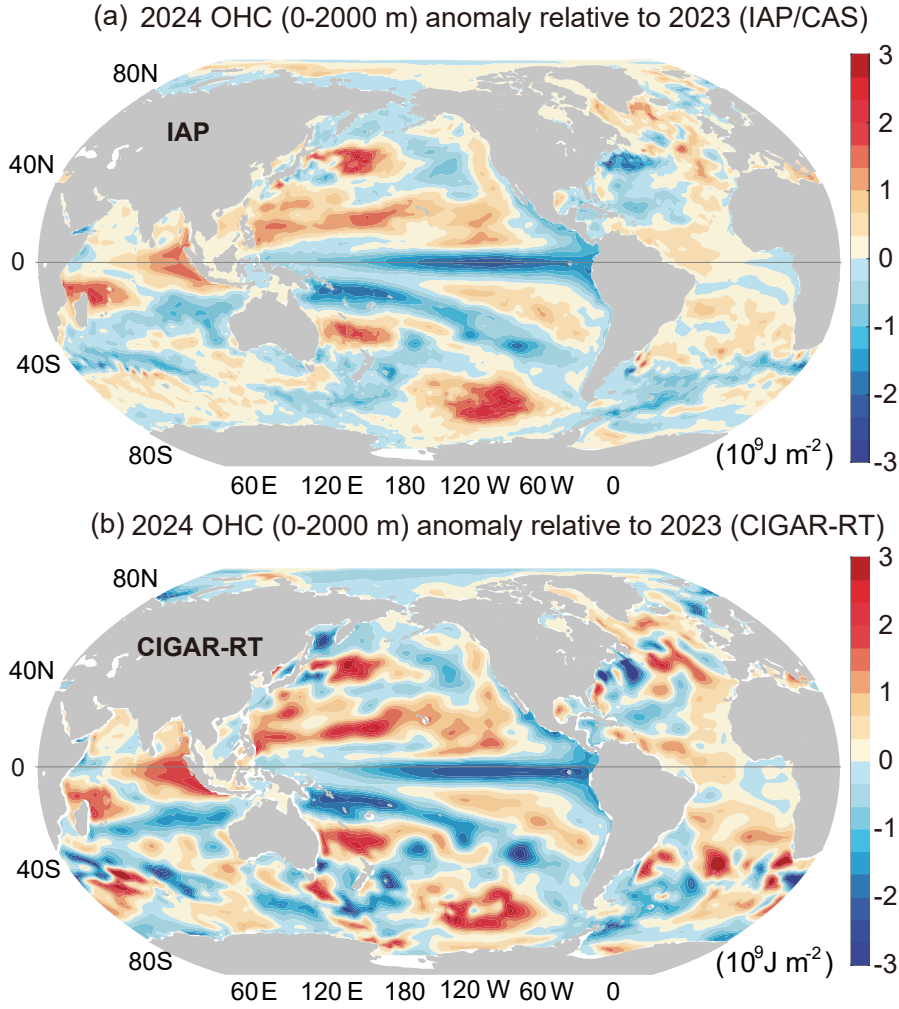 (a) 2024 OHC (0-2000 m) anomaly relative to 2023 (IAP/CAS)
80N
IAP
40N
0
40S
80S
3
2
1
0
-1
-2
-3
(10⁹J m⁻²)
60E 120 E 180 120 W 60 W 0
(b) 2024 OHC (0-2000 m) anomaly relative to 2023 (CIGAR-RT)
80N
CIGAR-RT
40N
0
40S
80S
3
2
1
0
-1
-2
-3
(10⁹J m⁻²)
60E 120 E 180 120 W 60 W 0